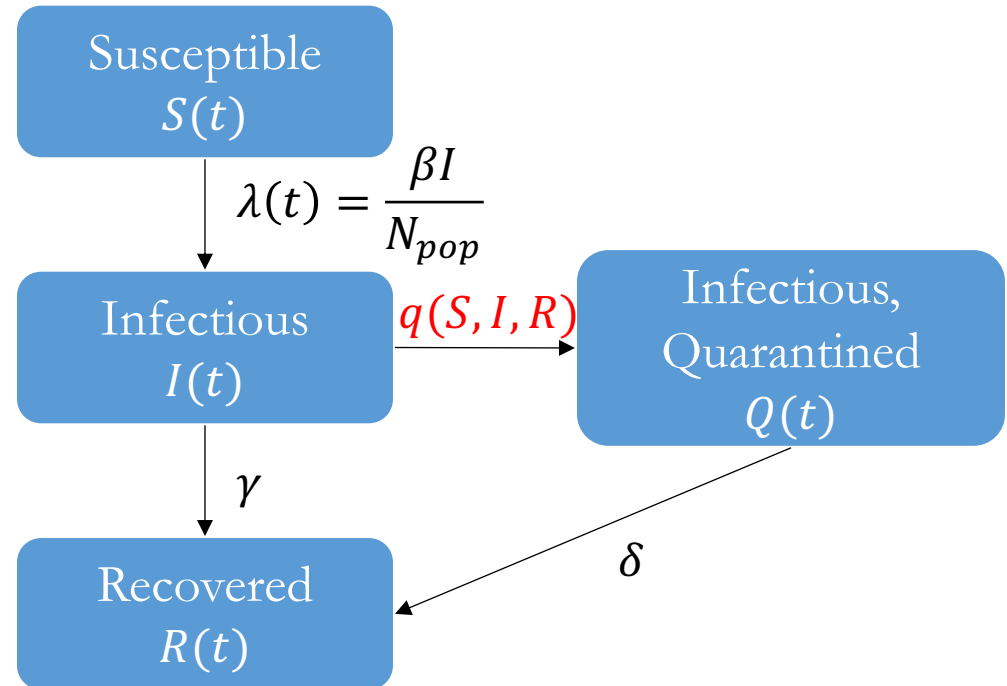 Susceptible
S(t)
λ(t) = βI / N_pop
Infectious
I(t)
q(S, I, R)
Infectious,
Quarantined
Q(t)
γ
δ
Recovered
R(t)